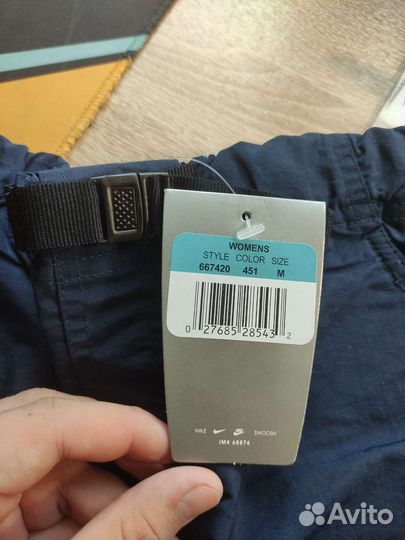 WOMENS
STYLE COLOR SIZE
667420 451 M
0 27685 28543 2
NIKE SWOOSH
IM# 68874
Avito